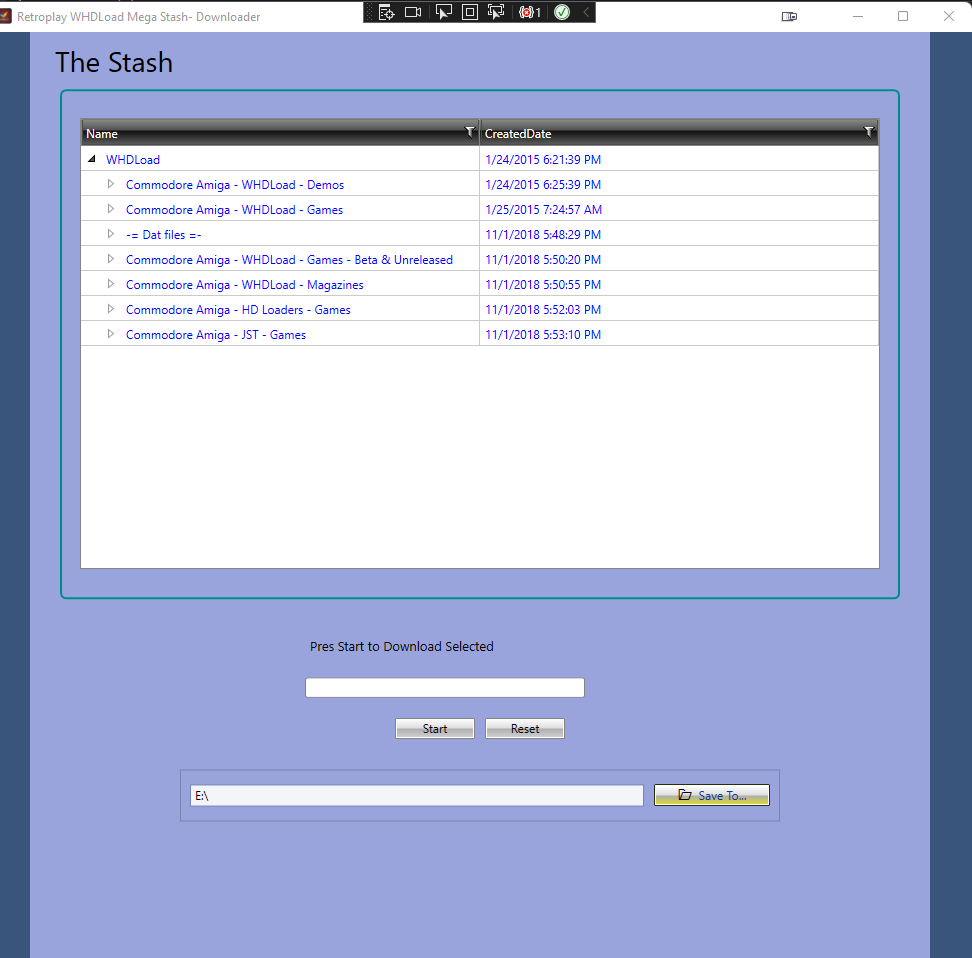 Retroplay WHDLoad Mega Stash- Downloader
1
The Stash
Name CreatedDate
WHDLoad 1/24/2015 6:21:39 PM
Commodore Amiga - WHDLoad - Demos 1/24/2015 6:25:39 PM
Commodore Amiga - WHDLoad - Games 1/25/2015 7:24:57 AM
-= Dat files =- 11/1/2018 5:48:29 PM
Commodore Amiga - WHDLoad - Games - Beta & Unreleased 11/1/2018 5:50:20 PM
Commodore Amiga - WHDLoad - Magazines 11/1/2018 5:50:55 PM
Commodore Amiga - HD Loaders - Games 11/1/2018 5:52:03 PM
Commodore Amiga - JST - Games 11/1/2018 5:53:10 PM
Pres Start to Download Selected
Start Reset
E:\ Save To...